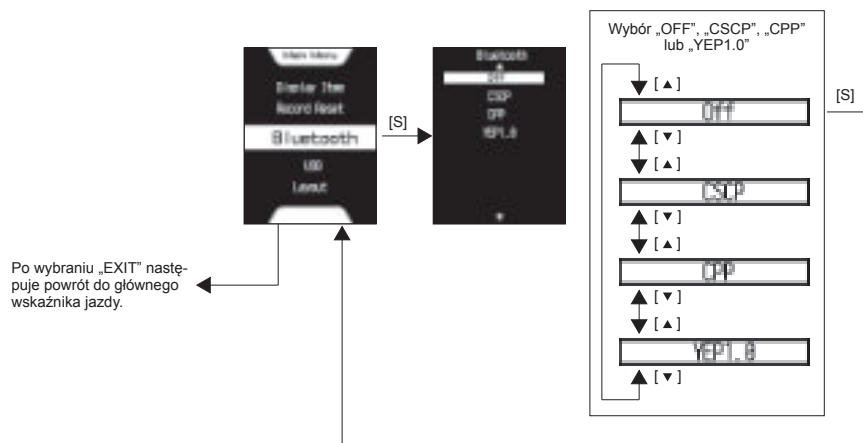 Main Menu
Display Item
Record Reset
Bluetooth
USB
Layout
[S]
Bluetooth
Off
CSCP
CPP
YEP1.0
Wybór „OFF”, „CSCP”, „CPP”
lub „YEP1.0”
[▲]
Off
[▼]
[▲]
CSCP
[▼]
[▲]
CPP
[▼]
[▲]
YEP1.0
[▼]
[S]
Po wybraniu „EXIT” nastę-
puje powrót do głównego
wskaźnika jazdy.